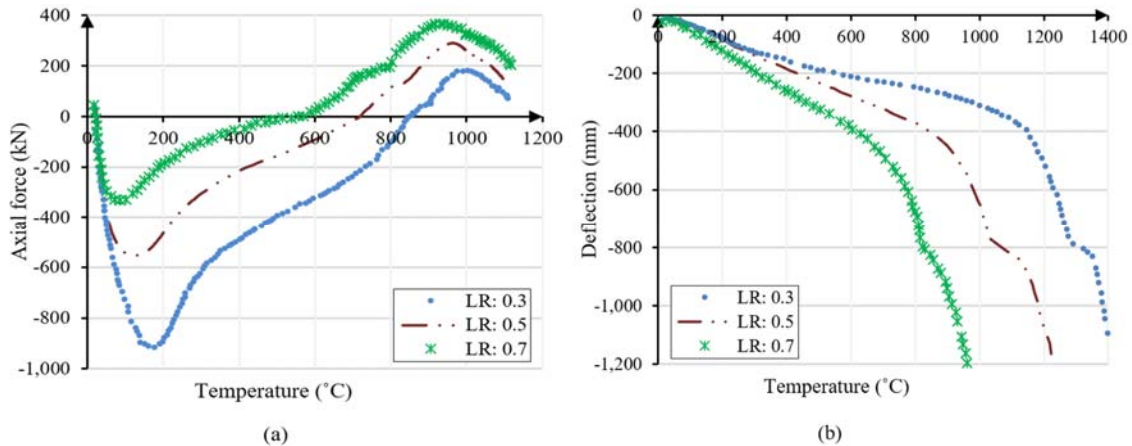 400
200
0
-200
-400
-600
-800
-1,000
0 200 400 600 800 1000 1200
Axial force (kN)
LR: 0.3
LR: 0.5
LR: 0.7
Temperature (˚C)
(a)
0
-200
-400
-600
-800
-1,000
-1,200
0 200 400 600 800 1000 1200 1400
Deflection (mm)
LR: 0.3
LR: 0.5
LR: 0.7
Temperature (˚C)
(b)